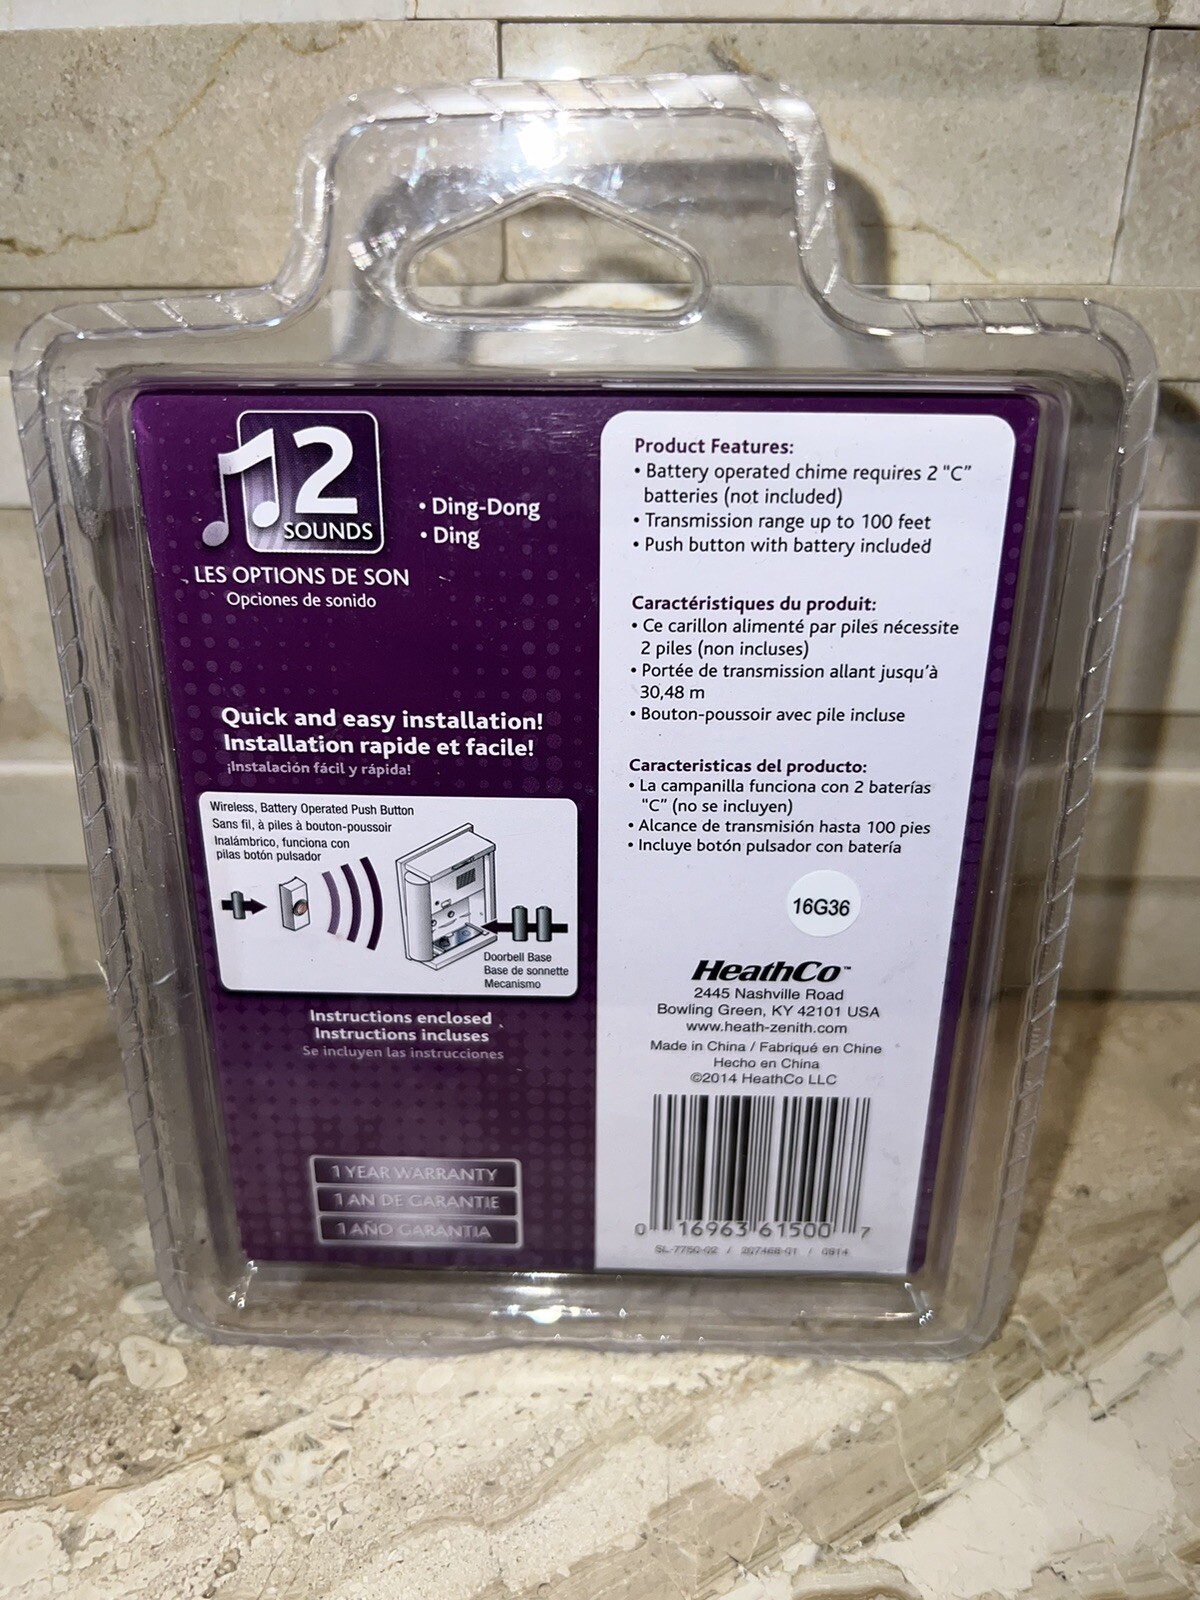 2
SOUNDS
• Ding-Dong
• Ding
LES OPTIONS DE SON
Opciones de sonido
Quick and easy installation!
Installation rapide et facile!
¡Instalación fácil y rápida!
Wireless, Battery Operated Push Button
Sans fil, à piles à bouton-poussoir
Inalámbrico, funciona con
pilas botón pulsador
Doorbell Base
Base de sonnette
Mecanismo
Instructions enclosed
Instructions incluses
Se incluyen las instrucciones
1 YEAR WARRANTY
1 AN DE GARANTIE
1 AÑO GARANTIA
Product Features:
• Battery operated chime requires 2 "C"
batteries (not included)
• Transmission range up to 100 feet
• Push button with battery included
Caractéristiques du produit:
• Ce carillon alimenté par piles nécessite
2 piles (non incluses)
• Portée de transmission allant jusqu'à
30,48 m
• Bouton-poussoir avec pile incluse
Caracteristicas del producto:
• La campanilla funciona con 2 baterías
"C" (no se incluyen)
• Alcance de transmisión hasta 100 pies
• Incluye botón pulsador con batería
16G36
HeathCo™
2445 Nashville Road
Bowling Green, KY 42101 USA
www.heath-zenith.com
Made in China / Fabriqué en Chine
Hecho en China
©2014 HeathCo LLC
0 16963 61500 7
SL-7750-02 / 207468-01 / 0914